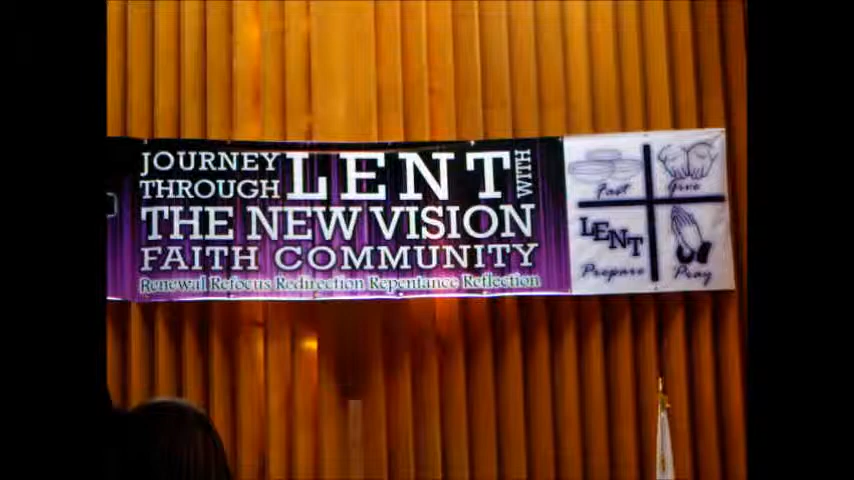 JOURNEY THROUGH LENT WITH
THE NEW VISION
FAITH COMMUNITY
Renewal Refocus Redirection Repentance Reflection
Fast
Give
LENT
Prepare
Pray